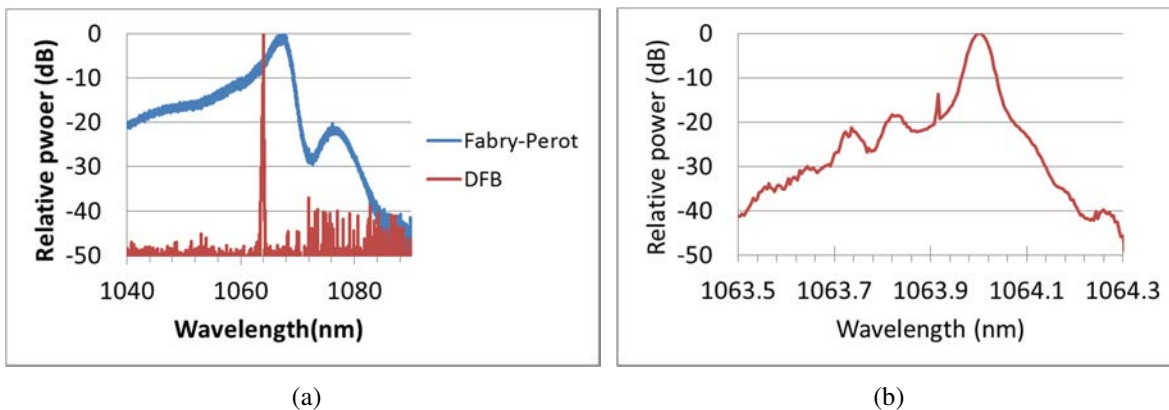 Relative pwoer (dB)
0
-10
-20
-30
-40
-50
1040 1060 1080
Wavelength(nm)
Fabry-Perot
DFB
(a)
Relative power (dB)
0
-10
-20
-30
-40
-50
1063.5 1063.7 1063.9 1064.1 1064.3
Wavelength (nm)
(b)